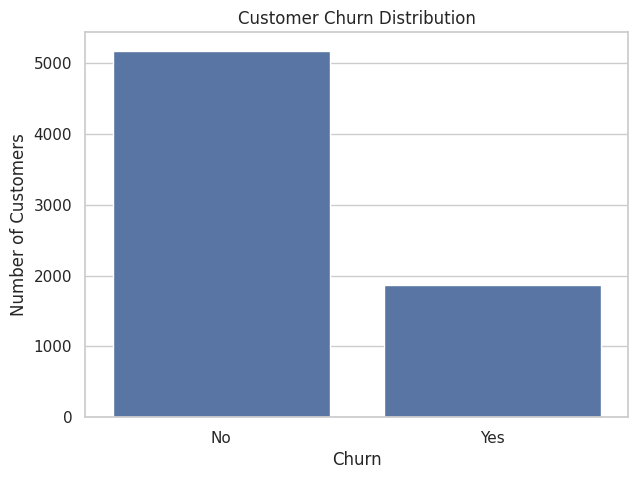 Customer Churn Distribution
Number of Customers
5000
4000
3000
2000
1000
0
No
Yes
Churn